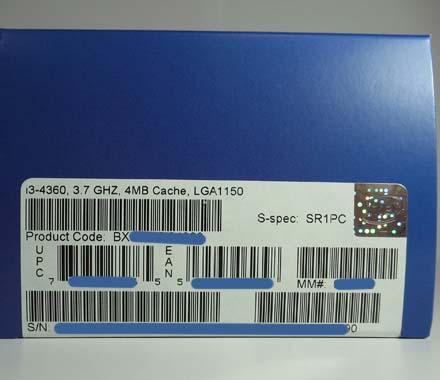 i3-4360, 3.7 GHZ, 4MB Cache, LGA1150
S-spec: SR1PC
Product Code: BX
UPC
EAN
7
5
5
MM#:
S/N:
90